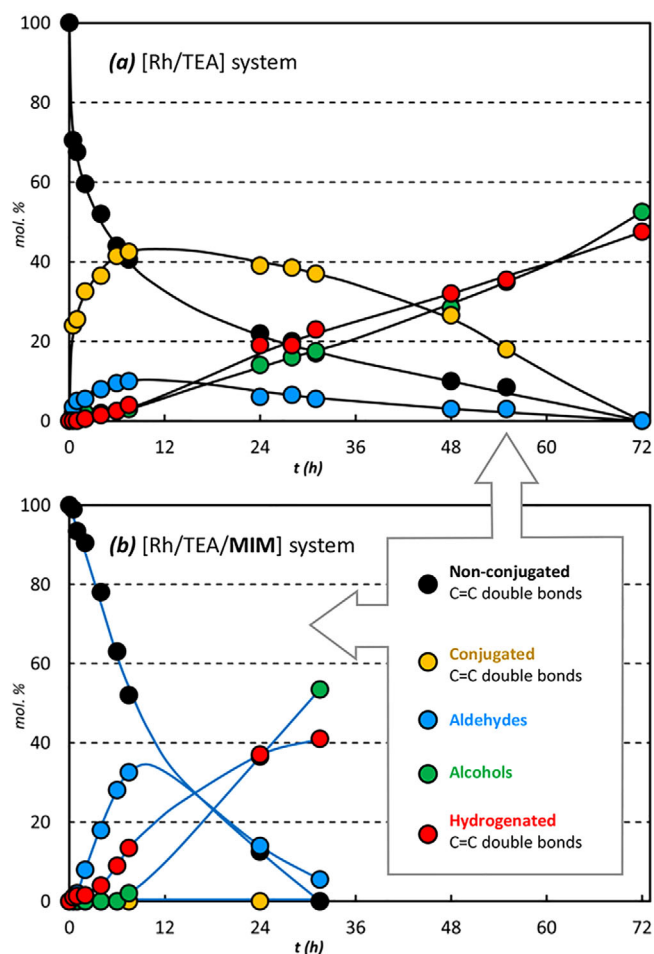 100
(a) [Rh/TEA] system
80
60
mol. %
40
20
0
0 12 24 36 48 60 72
t (h)
100
(b) [Rh/TEA/MIM] system
80
60
mol. %
40
20
0
0 12 24 36 48 60 72
t (h)
Non-conjugated
C=C double bonds
Conjugated
C=C double bonds
Aldehydes
Alcohols
Hydrogenated
C=C double bonds